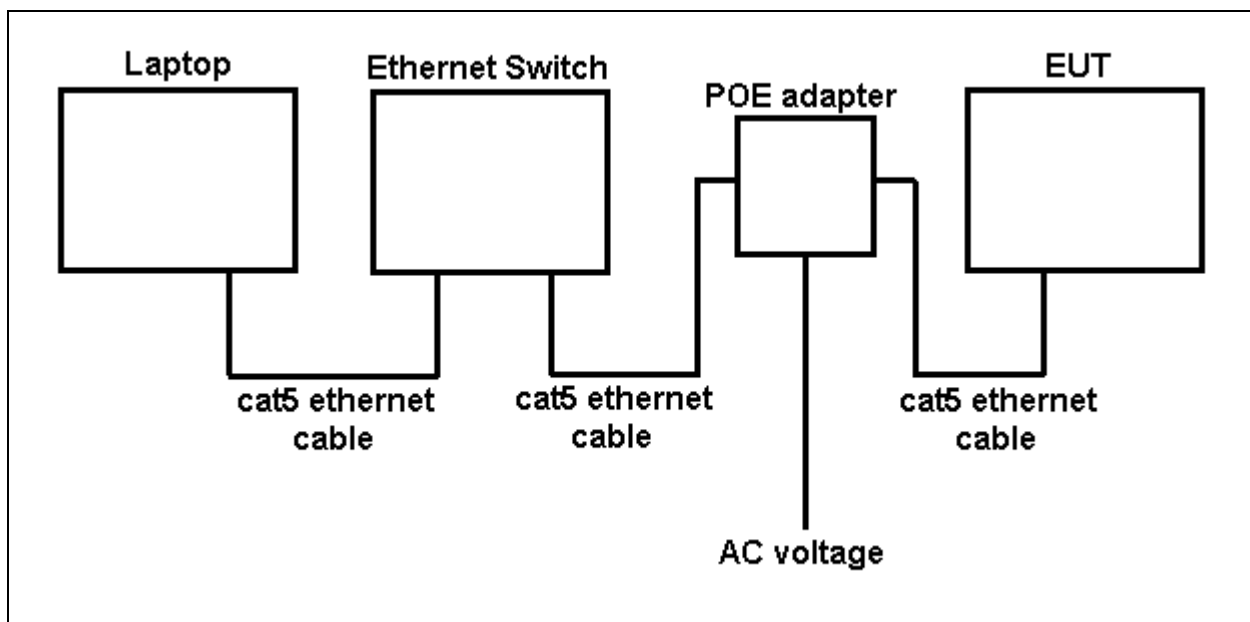 Laptop
Ethernet Switch
POE adapter
EUT
cat5 ethernet
cable
cat5 ethernet
cable
cat5 ethernet
cable
AC voltage